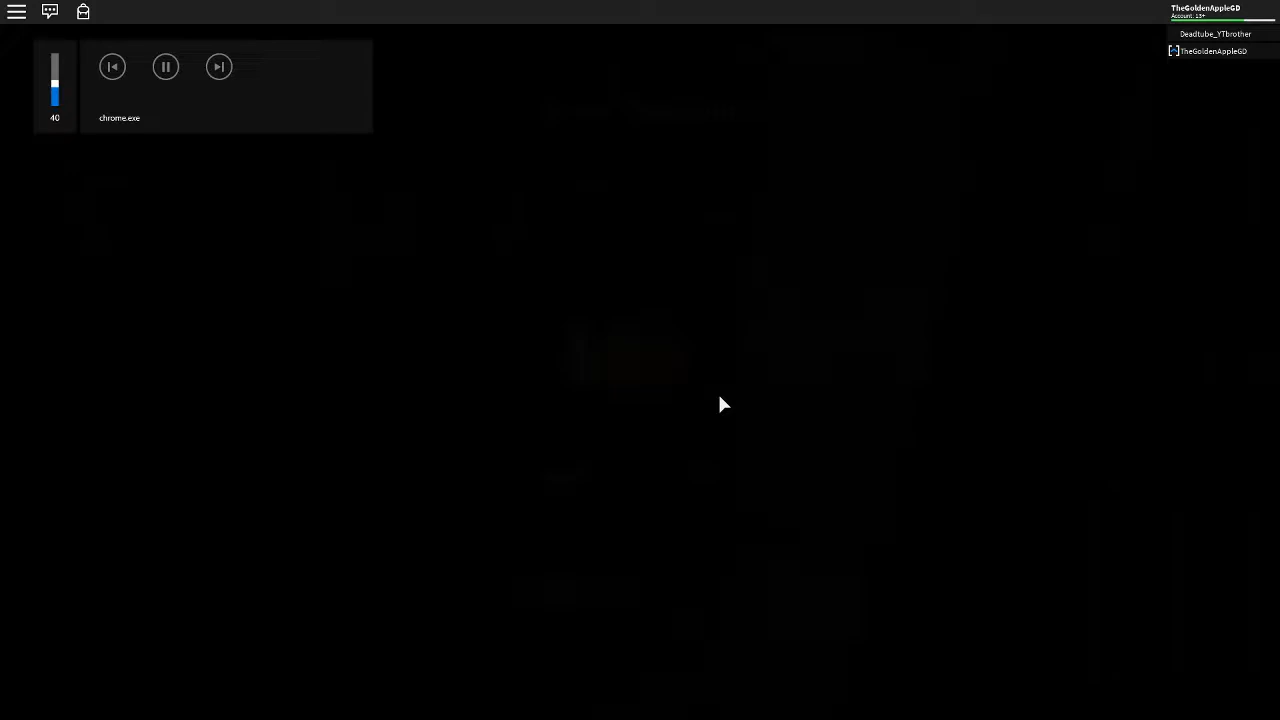 TheGoldenAppleGD
Account: 13+
Deadtube_YTbrother
TheGoldenAppleGD
40
chrome.exe